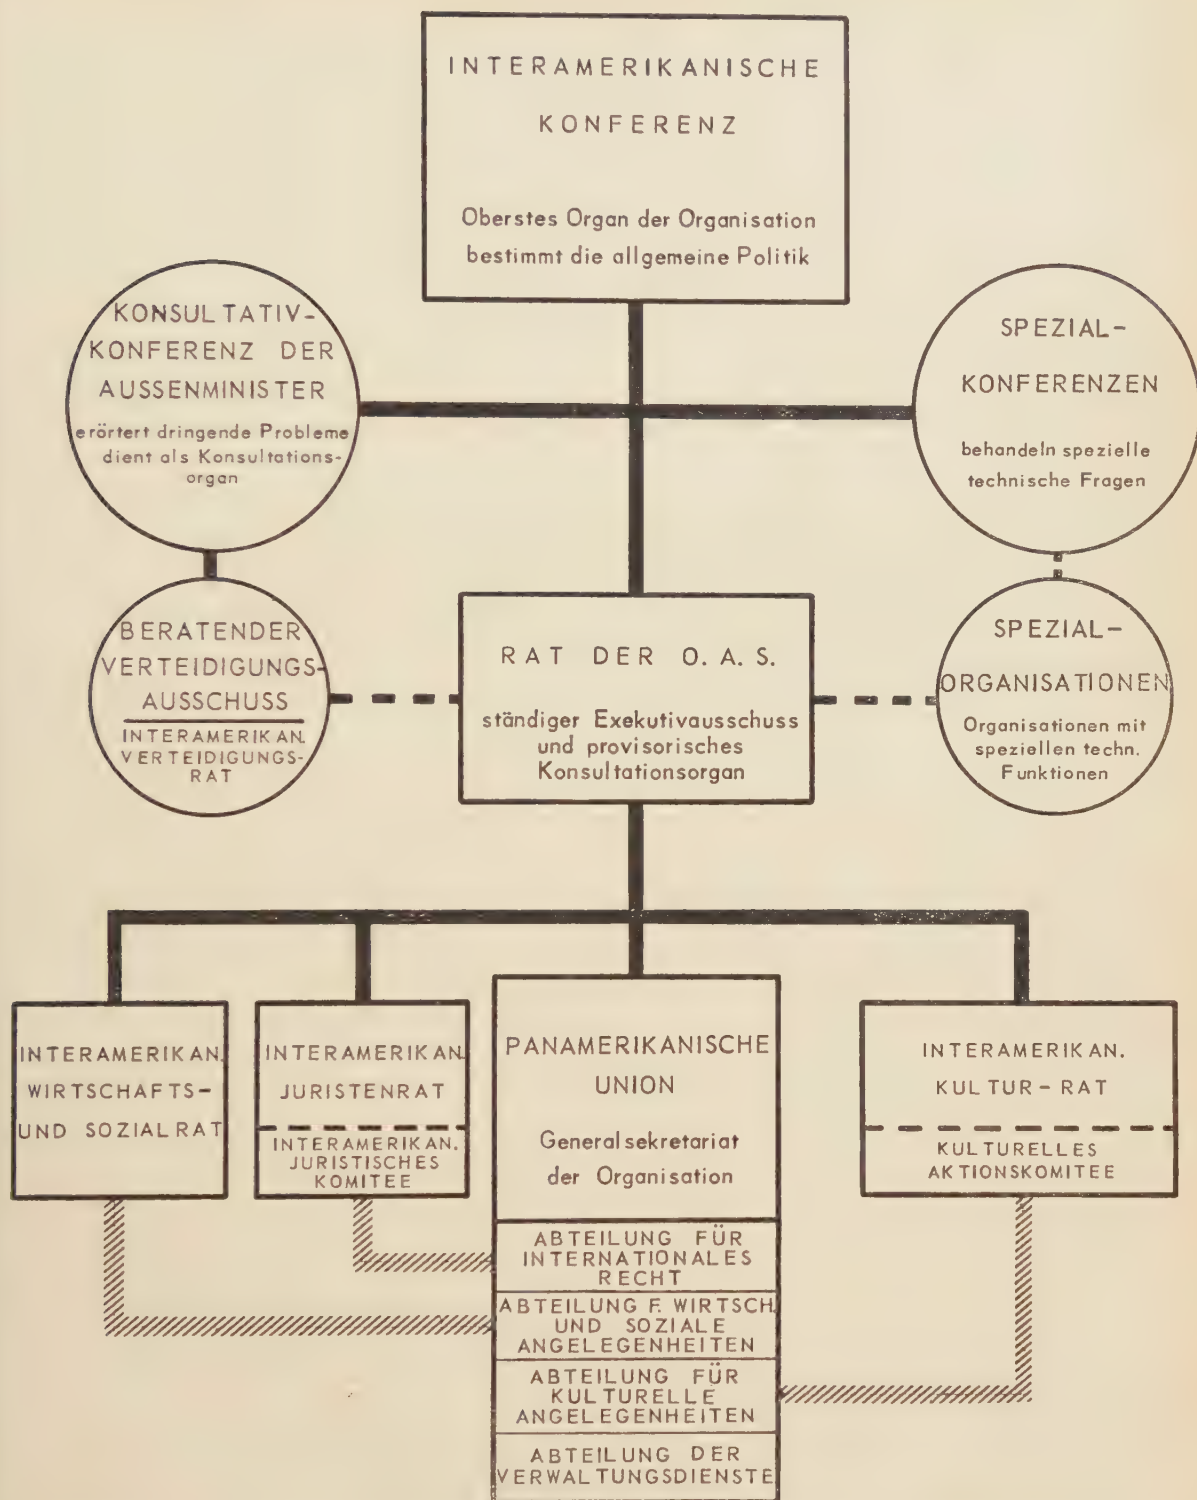 INTERAMERIKANISCHE
KONFERENZ
Oberstes Organ der Organisation
bestimmt die allgemeine Politik
KONSULTATIV-
KONFERENZ DER
AUSSENMINISTER
erörtert dringende Probleme
dient als Konsultations-
organ
SPEZIAL-
KONFERENZEN
behandeln spezielle
technische Fragen
BERATENDER
VERTEIDIGUNGS-
AUSSCHUSS
INTERAMERIKAN.
VERTEIDIGUNGS-
RAT
RAT DER O. A. S.
ständiger Exekutivausschuss
und provisorisches
Konsultationsorgan
SPEZIAL-
ORGANISATIONEN
Organisationen mit
speziellen techn.
Funktionen
INTERAMERIKAN.
WIRTSCHAFTS-
UND SOZIALRAT
INTERAMERIKAN.
JURISTENRAT
INTERAMERIKAN.
JURISTISCHES
KOMITEE
PANAMERIKANISCHE
UNION
Generalsekretariat
der Organisation
ABTEILUNG FÜR
INTERNATIONALES
RECHT
ABTEILUNG F. WIRTSCH.
UND SOZIALE
ANGELEGENHEITEN
ABTEILUNG FÜR
KULTURELLE
ANGELEGENHEITEN
ABTEILUNG DER
VERWALTUNGSDIENSTE
INTERAMERIKAN.
KULTUR-RAT
KULTURELLES
AKTIONSKOMITEE